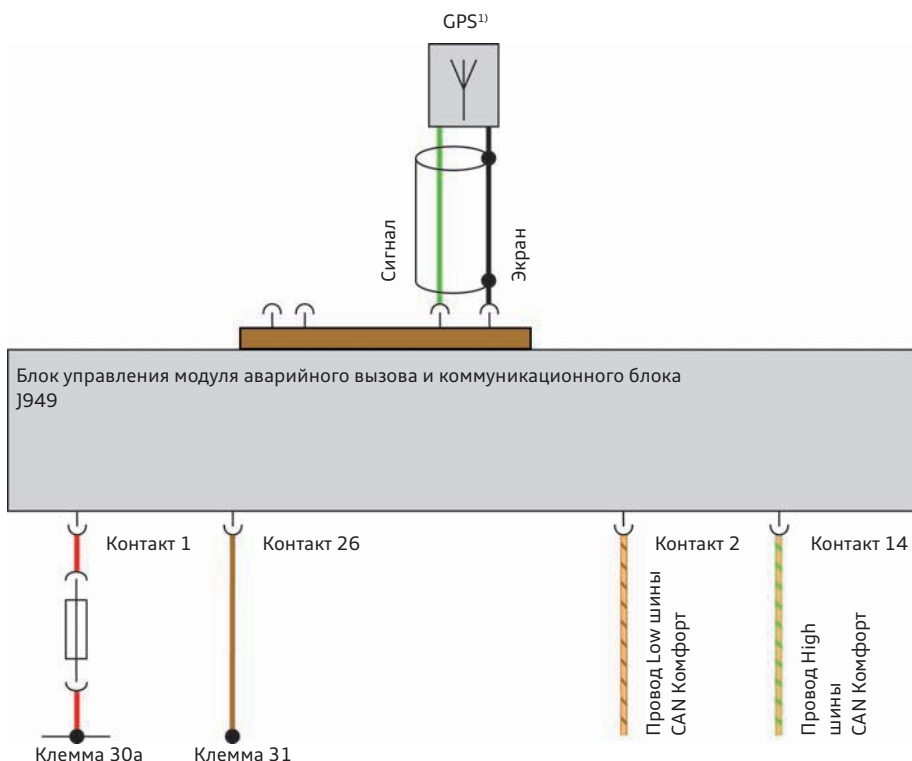 GPS¹⁾
Сигнал
Экран
Блок управления модуля аварийного вызова и коммуникационного блока
J949
Контакт 1
Контакт 26
Контакт 2
Контакт 14
Провод Low шины
CAN Комфорт
Провод High
шины
CAN Комфорт
Клемма 30a
Клемма 31